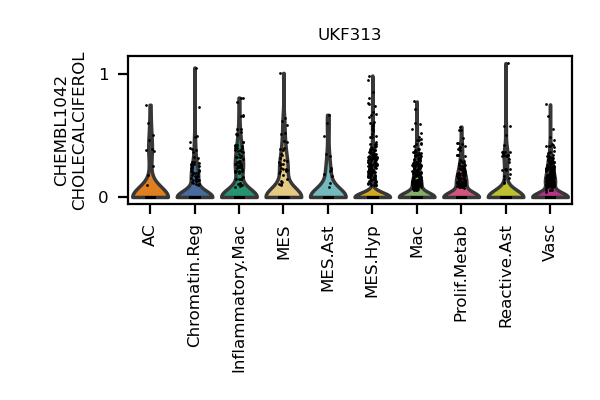 UKF313
CHEMBL1042
CHOLECALCIFEROL
1
0
AC
Chromatin.Reg
Inflammatory.Mac
MES
MES.Ast
MES.Hyp
Mac
Prolif.Metab
Reactive.Ast
Vasc